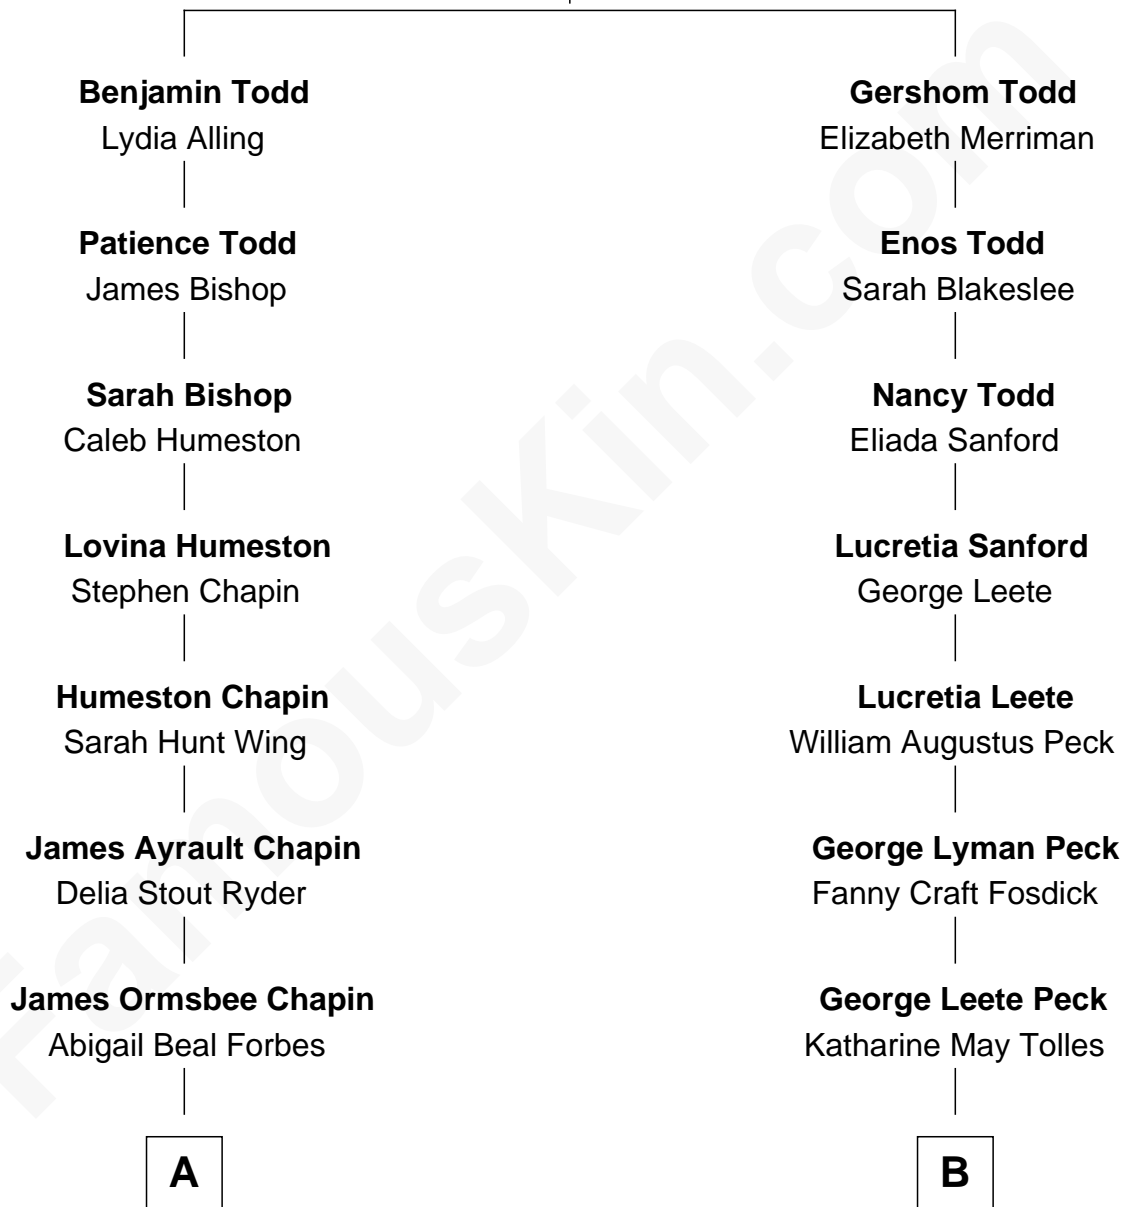 Benjamin Todd
Lydia Alling
Patience Todd
James Bishop
Sarah Bishop
Caleb Humeston
Lovina Humeston
Stephen Chapin
Humeston Chapin
Sarah Hunt Wing
James Ayrault Chapin
Delia Stout Ryder
James Ormsbee Chapin
Abigail Beal Forbes
A
Gershom Todd
Elizabeth Merriman
Enos Todd
Sarah Blakeslee
Nancy Todd
Eliada Sanford
Lucretia Sanford
George Leete
Lucretia Leete
William Augustus Peck
George Lyman Peck
Fanny Craft Fosdick
George Leete Peck
Katharine May Tolles
B
FamousKin.com